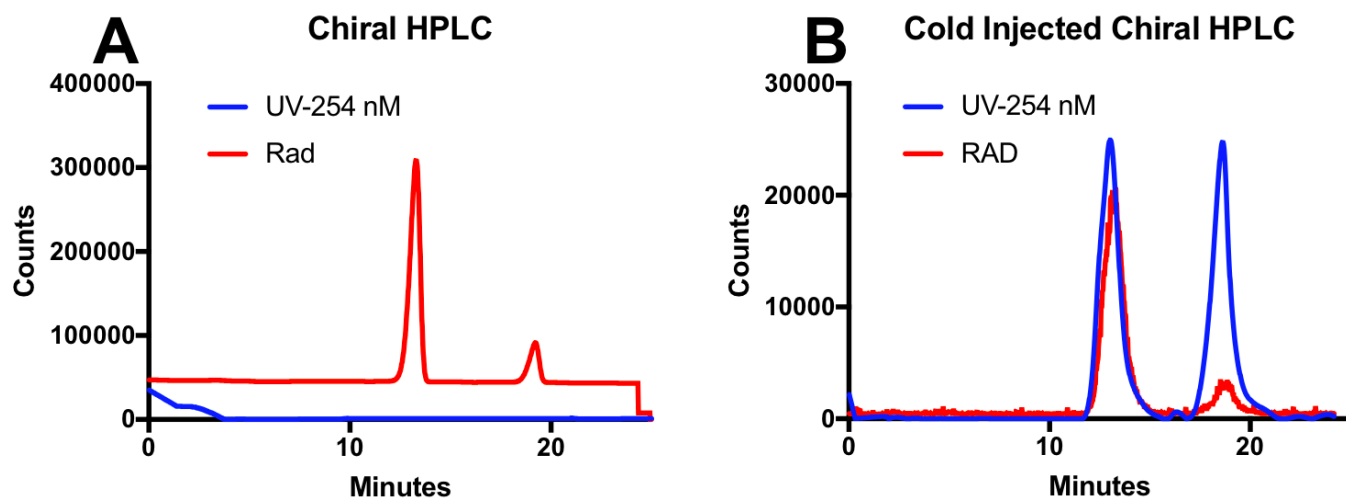 A
Chiral HPLC
400000
300000
200000
100000
0
Counts
UV-254 nM
Rad
0
10
20
Minutes
B
Cold Injected Chiral HPLC
30000
20000
10000
0
Counts
UV-254 nM
RAD
0
10
20
Minutes